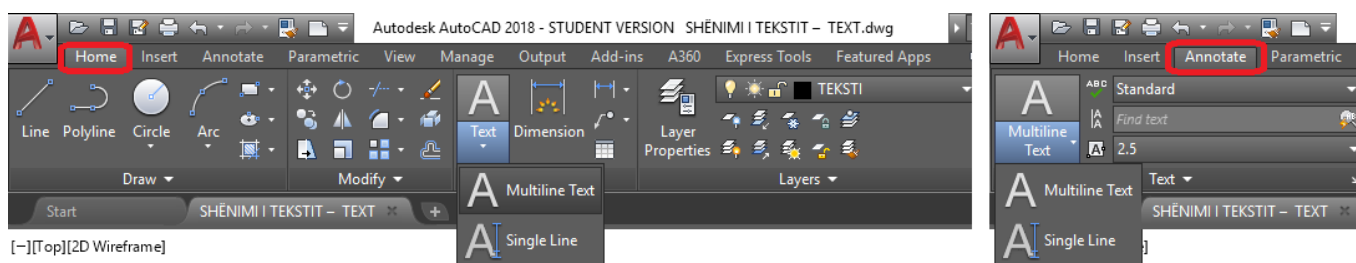 Autodesk AutoCAD 2018 - STUDENT VERSION SHËNIMI I TEKSTIT – TEXT.dwg
Home Insert Annotate Parametric View Manage Output Add-ins A360 Express Tools Featured Apps
Line Polyline Circle Arc
Text Dimension
Layer
Properties
TEKSTI
Draw Modify Layers
Multiline Text
Single Line
Start SHËNIMI I TEKSTIT – TEXT
[−][Top][2D Wireframe]
Home Insert Annotate Parametric
Multiline
Text
ABC
Standard
Find text
2.5
Text
Multiline Text
Single Line
SHËNIMI I TEKSTIT – TEXT